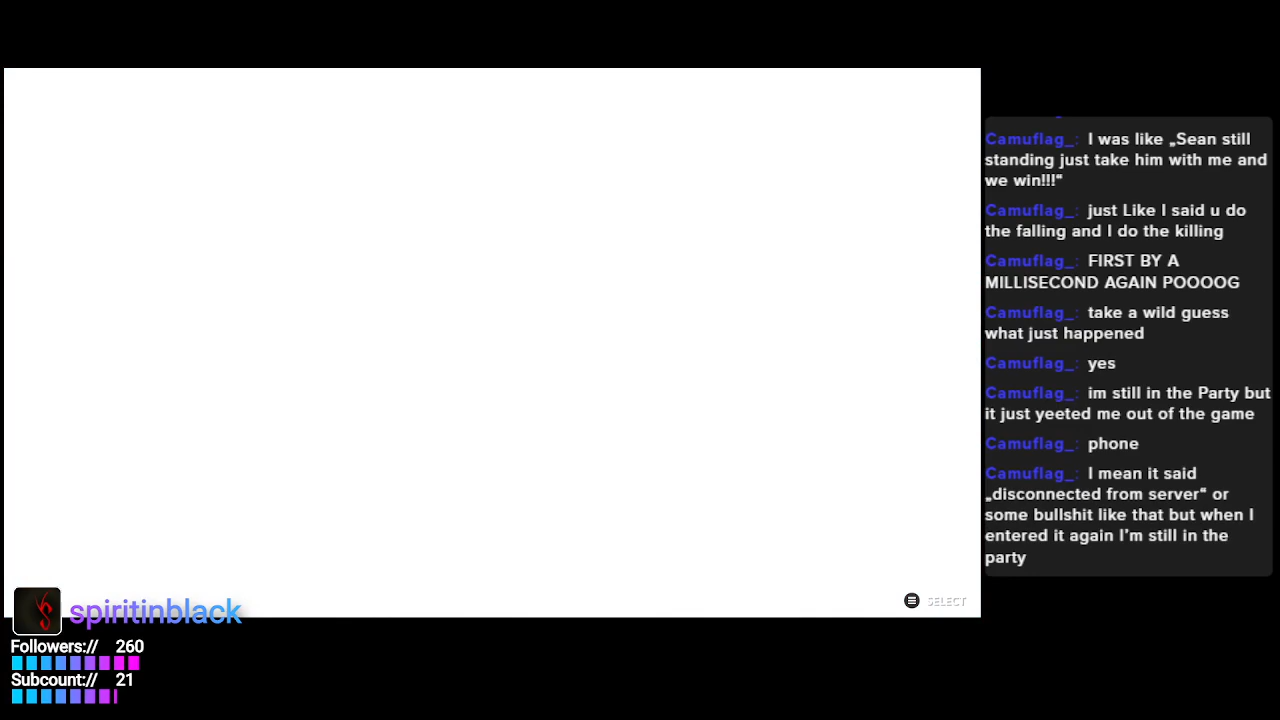 Camuflag_: I was like „Sean still
standing just take him with me and
we win!!!“
Camuflag_: just Like I said u do
the falling and I do the killing
Camuflag_: FIRST BY A
MILLISECOND AGAIN POOOOG
Camuflag_: take a wild guess
what just happened
Camuflag_: yes
Camuflag_: im still in the Party but
it just yeeted me out of the game
Camuflag_: phone
Camuflag_: I mean it said
„disconnected from server“ or
some bullshit like that but when I
entered it again I’m still in the
party
SELECT
spiritinblack
Followers:// 260
Subcount:// 21